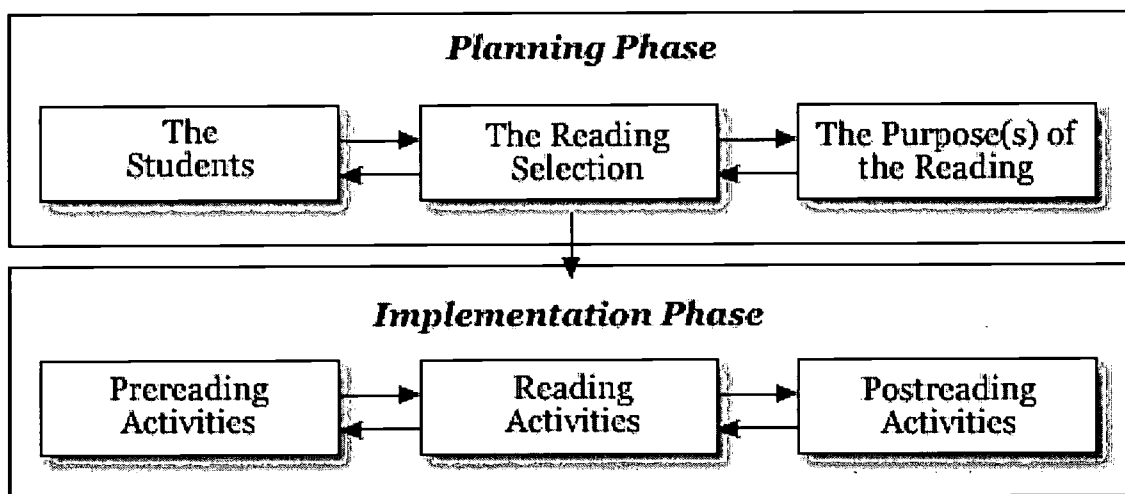 Planning Phase
The
Students
The Reading
Selection
The Purpose(s) of
the Reading
Implementation Phase
Prereading
Activities
Reading
Activities
Postreading
Activities